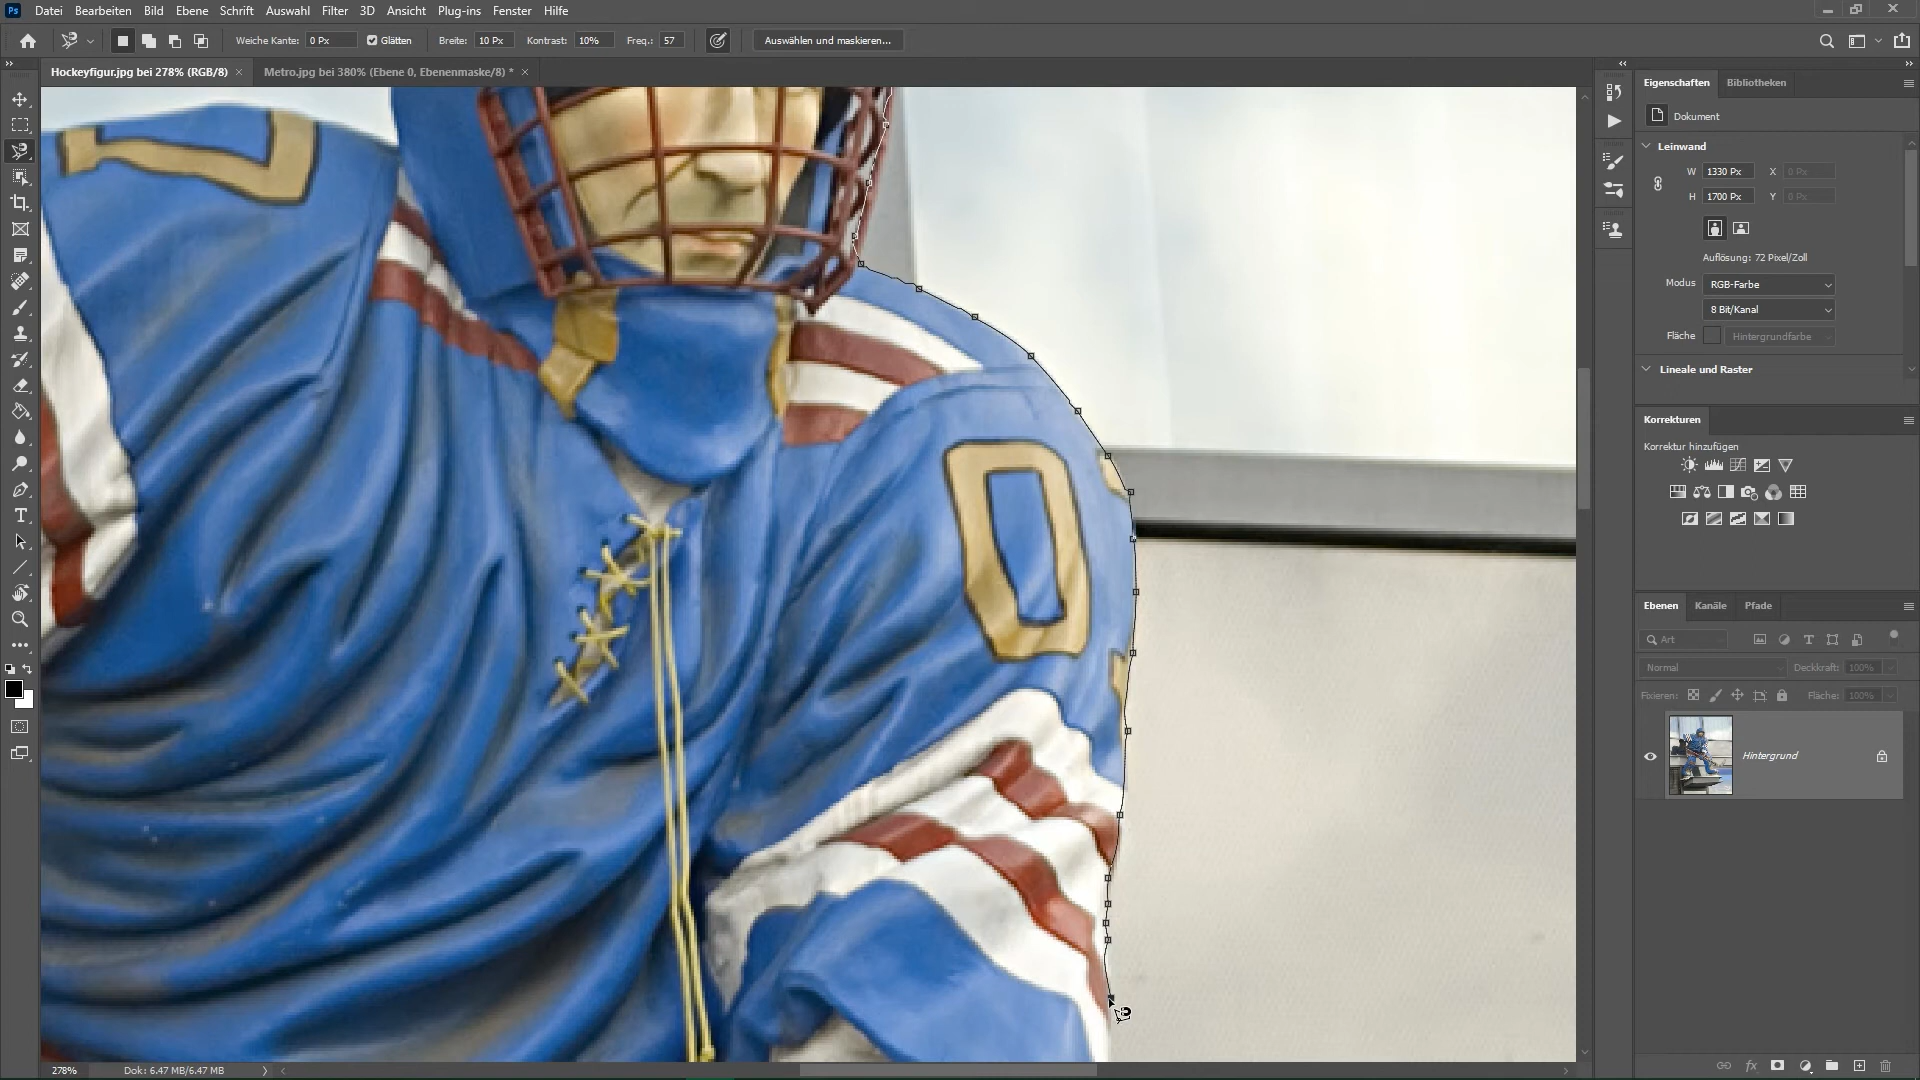 Ps Datei Bearbeiten Bild Ebene Schrift Auswahl Filter 3D Ansicht Plug-ins Fenster Hilfe
Weiche Kante: 0 Px Glätten Breite: 10 Px Kontrast: 10% Freq.: 57 Auswählen und maskieren...
Hockeyfigur.jpg bei 278% (RGB/8) × Metro.jpg bei 380% (Ebene 0, Ebenenmaske/8) * ×
Eigenschaften Bibliotheken
Dokument
Leinwand
W 1330 Px X 0 Px
H 1700 Px Y 0 Px
Auflösung: 72 Pixel/Zoll
Modus RGB-Farbe
8 Bit/Kanal
Fläche Hintergrundfarbe
Lineale und Raster
Korrekturen
Korrektur hinzufügen
Ebenen Kanäle Pfade
Art
Normal Deckkraft: 100%
Fixieren: Fläche: 100%
Hintergrund
0
278% Dok: 6.47 MB/6.47 MB